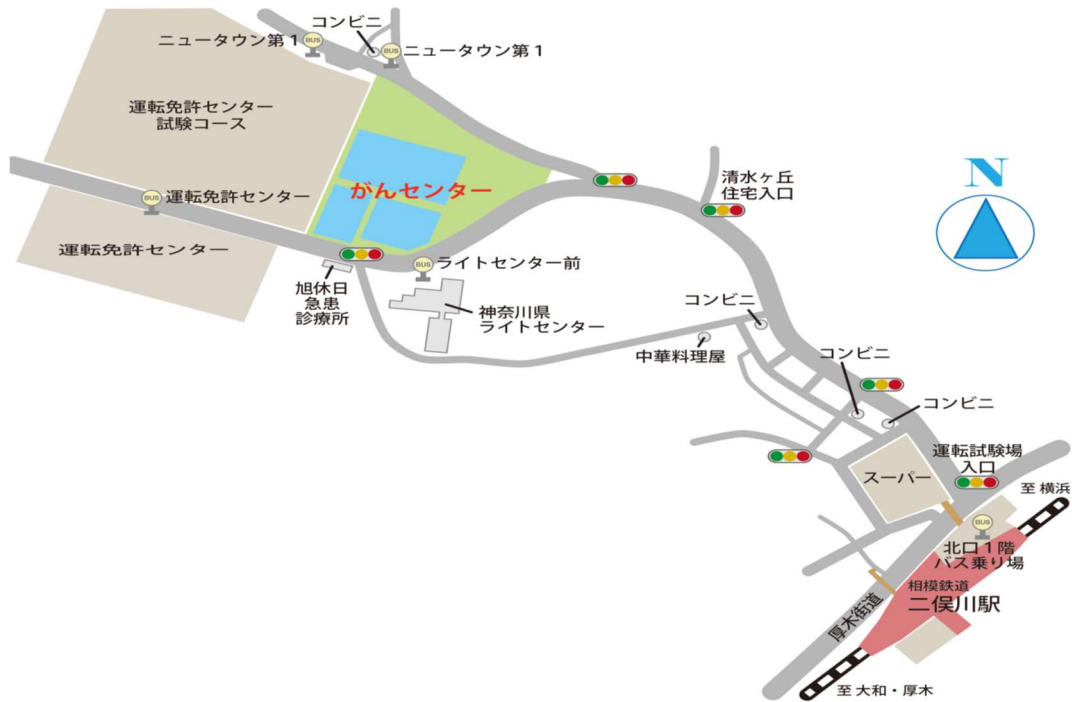 コンビニ
ニュータウン第1
BUS
BUS
ニュータウン第1
運転免許センター
試験コース
がんセンター
清水ヶ丘
住宅入口
N
BUS
運転免許センター
運転免許センター
BUS
ライトセンター前
旭休日
急患
診療所
神奈川県
ライトセンター
コンビニ
中華料理屋
コンビニ
コンビニ
スーパー
運転試験場
入口
至 横浜
BUS
北口1階
バス乗り場
相模鉄道
二俣川駅
厚木街道
至 大和・厚木